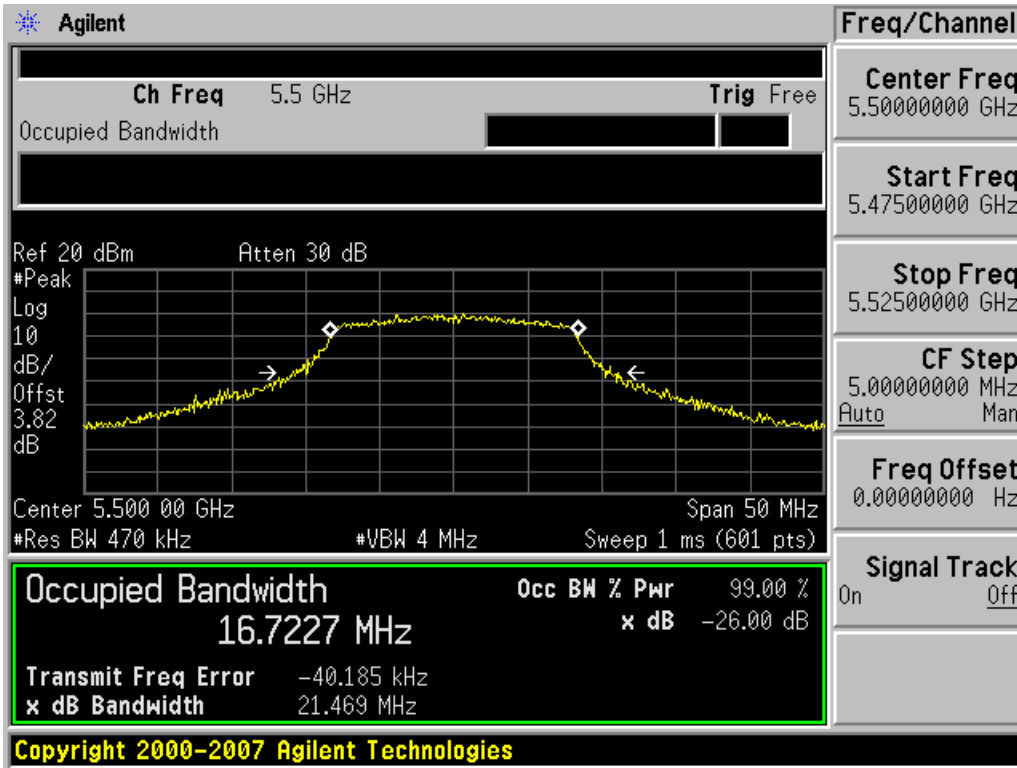 Agilent
Freq/Channel
Ch Freq 5.5 GHz Trig Free
Occupied Bandwidth
Center Freq
5.50000000 GHz
Start Freq
5.47500000 GHz
Stop Freq
5.52500000 GHz
CF Step
5.00000000 MHz
Auto Man
Freq Offset
0.00000000 Hz
Signal Track
On Off
Ref 20 dBm Atten 30 dB
#Peak
Log
10
dB/
Offst
3.82
dB
Center 5.500 00 GHz Span 50 MHz
#Res BW 470 kHz #VBW 4 MHz Sweep 1 ms (601 pts)
Occupied Bandwidth Occ BW % Pwr 99.00 %
16.7227 MHz x dB -26.00 dB
Transmit Freq Error -40.185 kHz
x dB Bandwidth 21.469 MHz
Copyright 2000-2007 Agilent Technologies